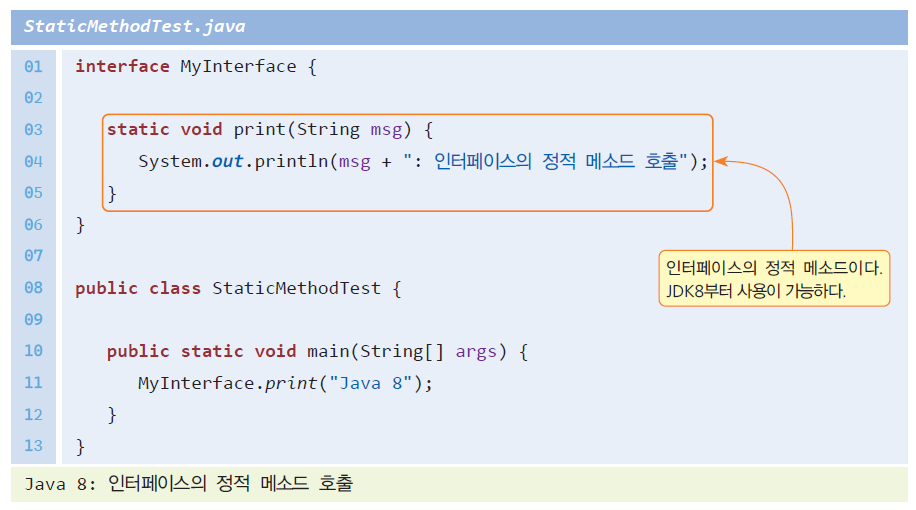 StaticMethodTest.java
01 interface MyInterface {
02
03 static void print(String msg) {
04 System.out.println(msg + ": 인터페이스의 정적 메소드 호출");
05 }
06 }
07
인터페이스의 정적 메소드이다.
JDK8부터 사용이 가능하다.
08 public class StaticMethodTest {
09
10 public static void main(String[] args) {
11 MyInterface.print("Java 8");
12 }
13 }
Java 8: 인터페이스의 정적 메소드 호출